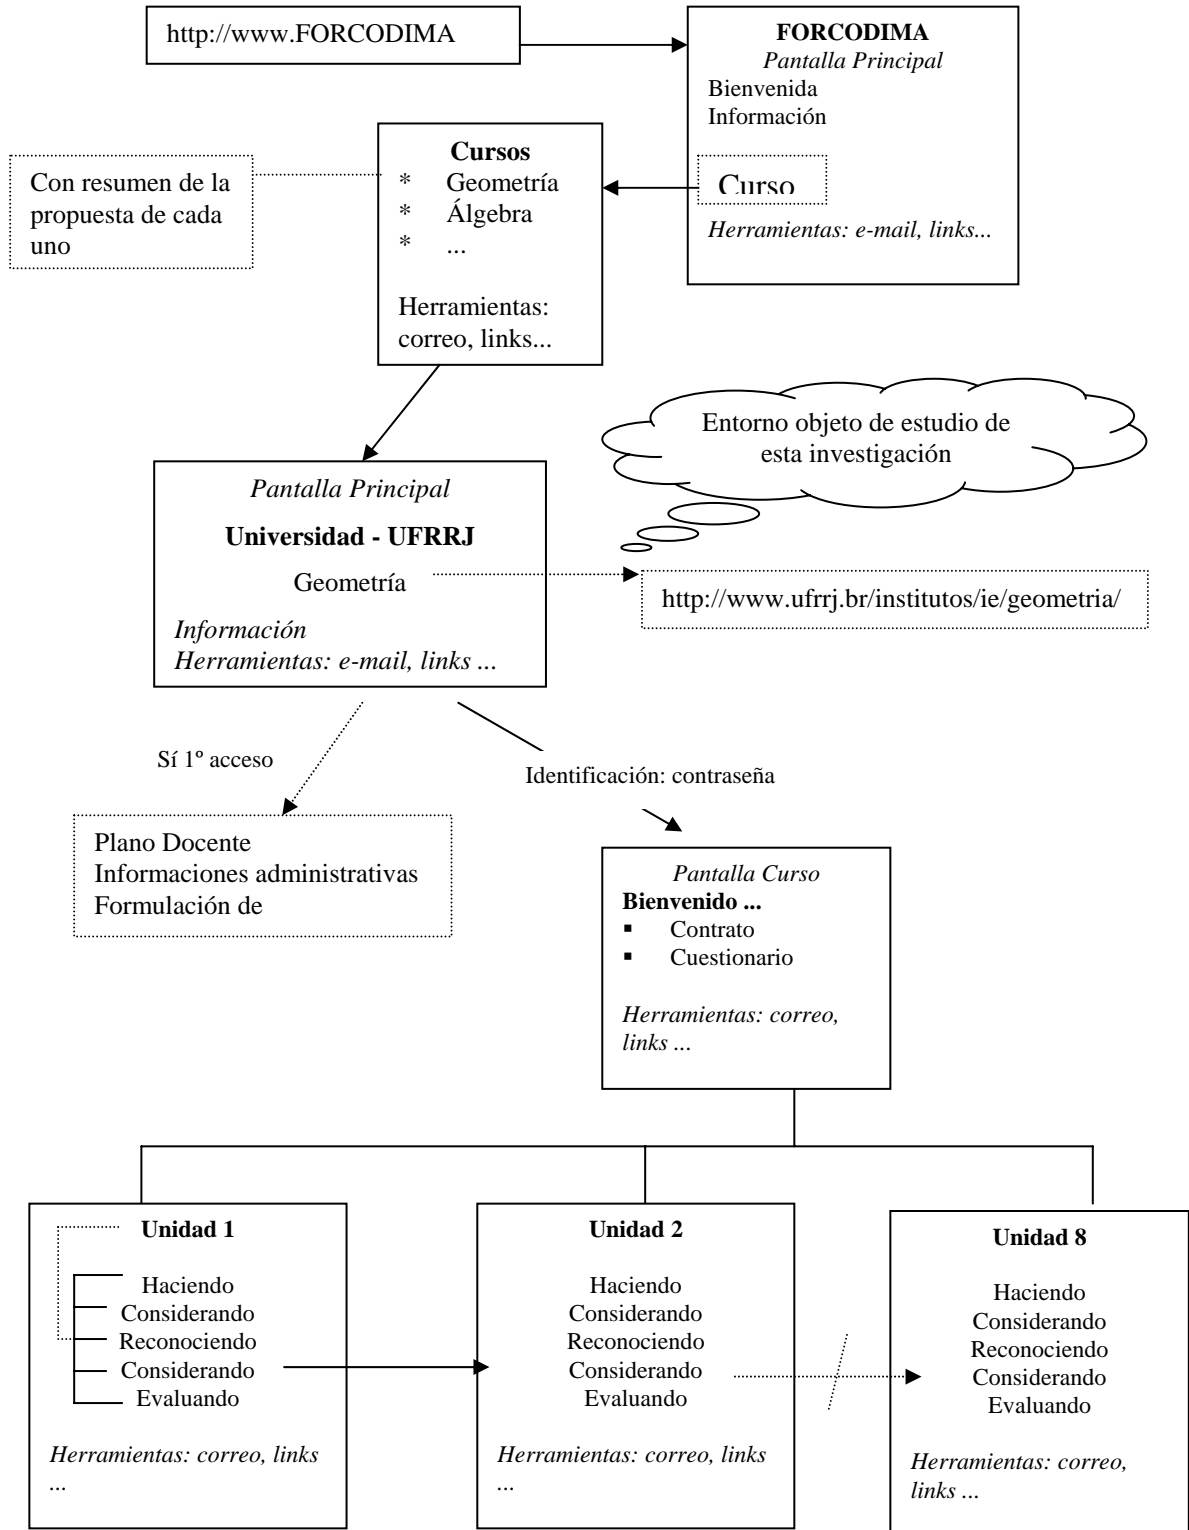 http://www.FORCODIMA
FORCODIMA
Pantalla Principal
Bienvenida
Información
Curso
Herramientas: e-mail, links...
Cursos
* Geometría
* Álgebra
* ...
Herramientas:
correo, links...
Con resumen de la
propuesta de cada
uno
Entorno objeto de estudio de
esta investigación
Pantalla Principal
Universidad - UFRRJ
Geometría
Información
Herramientas: e-mail, links ...
http://www.ufrrj.br/institutos/ie/geometria/
Sí 1º acceso
Identificación: contraseña
Plano Docente
Informaciones administrativas
Formulación de
Pantalla Curso
Bienvenido ...
▪ Contrato
▪ Cuestionario
Herramientas: correo,
links ...
Unidad 1
Haciendo
Considerando
Reconociendo
Considerando
Evaluando
Herramientas: correo, links
...
Unidad 2
Haciendo
Considerando
Reconociendo
Considerando
Evaluando
Herramientas: correo, links
...
Unidad 8
Haciendo
Considerando
Reconociendo
Considerando
Evaluando
Herramientas: correo,
links ...